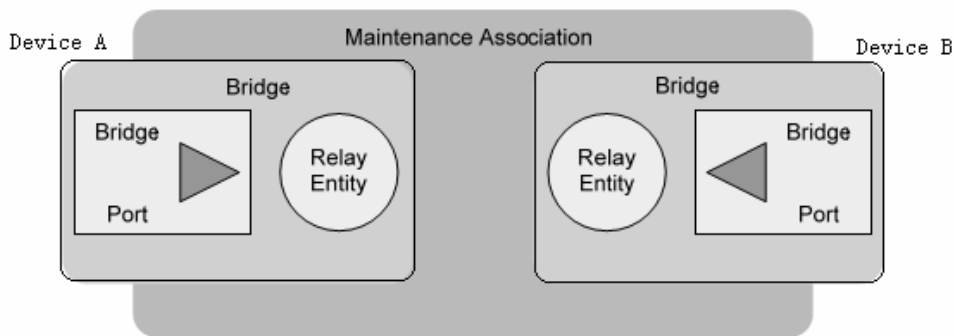 Maintenance Association
Device A
Device B
Bridge
Bridge
Port
Relay
Entity
Bridge
Relay
Entity
Bridge
Port